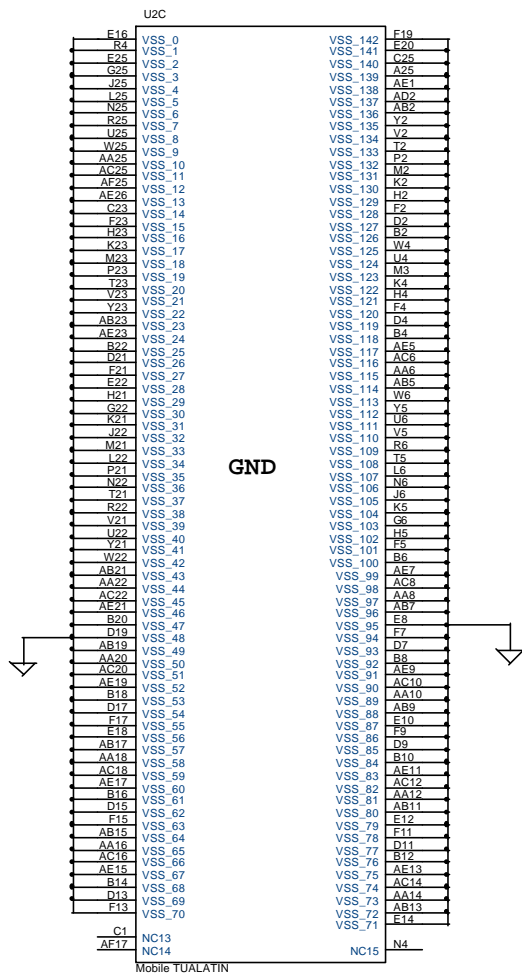 U2C
E16 VSS_0
R4 VSS_1
E25 VSS_2
G25 VSS_3
J25 VSS_4
L25 VSS_5
N25 VSS_6
R25 VSS_7
U25 VSS_8
W25 VSS_9
AA25 VSS_10
AC25 VSS_11
AF25 VSS_12
AE26 VSS_13
C23 VSS_14
F23 VSS_15
H23 VSS_16
K23 VSS_17
M23 VSS_18
P23 VSS_19
T23 VSS_20
V23 VSS_21
Y23 VSS_22
AB23 VSS_23
AE23 VSS_24
B22 VSS_25
D21 VSS_26
F21 VSS_27
E22 VSS_28
H21 VSS_29
G22 VSS_30
K21 VSS_31
J22 VSS_32
M21 VSS_33
L22 VSS_34
P21 VSS_35
N22 VSS_36
T21 VSS_37
R22 VSS_38
V21 VSS_39
U22 VSS_40
Y21 VSS_41
W22 VSS_42
AB21 VSS_43
AA22 VSS_44
AC22 VSS_45
AE21 VSS_46
B20 VSS_47
D19 VSS_48
AB19 VSS_49
AA20 VSS_50
AC20 VSS_51
AE19 VSS_52
B18 VSS_53
D17 VSS_54
F17 VSS_55
E18 VSS_56
AB17 VSS_57
AA18 VSS_58
AC18 VSS_59
AE17 VSS_60
B16 VSS_61
D15 VSS_62
F15 VSS_63
AB15 VSS_64
AA16 VSS_65
AC16 VSS_66
AE15 VSS_67
B14 VSS_68
D13 VSS_69
F13 VSS_70
C1 NC13
AF17 NC14
GND
VSS_142 F19
VSS_141 E20
VSS_140 C25
VSS_139 A25
VSS_138 AE1
VSS_137 AD2
VSS_136 AB2
VSS_135 Y2
VSS_134 V2
VSS_133 T2
VSS_132 P2
VSS_131 M2
VSS_130 K2
VSS_129 H2
VSS_128 F2
VSS_127 D2
VSS_126 B2
VSS_125 W4
VSS_124 U4
VSS_123 M3
VSS_122 K4
VSS_121 H4
VSS_120 F4
VSS_119 D4
VSS_118 B4
VSS_117 AE5
VSS_116 AC6
VSS_115 AA6
VSS_114 AB5
VSS_113 W6
VSS_112 Y5
VSS_111 U6
VSS_110 V5
VSS_109 R6
VSS_108 T5
VSS_107 L6
VSS_106 N6
VSS_105 J6
VSS_104 K5
VSS_103 G6
VSS_102 H5
VSS_101 F5
VSS_100 B6
VSS_99 AE7
VSS_98 AC8
VSS_97 AA8
VSS_96 AB7
VSS_95 E8
VSS_94 F7
VSS_93 D7
VSS_92 B8
VSS_91 AE9
VSS_90 AC10
VSS_89 AA10
VSS_88 AB9
VSS_87 E10
VSS_86 F9
VSS_85 D9
VSS_84 B10
VSS_83 AE11
VSS_82 AC12
VSS_81 AA12
VSS_80 AB11
VSS_79 E12
VSS_78 F11
VSS_77 D11
VSS_76 B12
VSS_75 AE13
VSS_74 AC14
VSS_73 AA14
VSS_72 AB13
VSS_71 E14
NC15 N4
Mobile TUALATIN